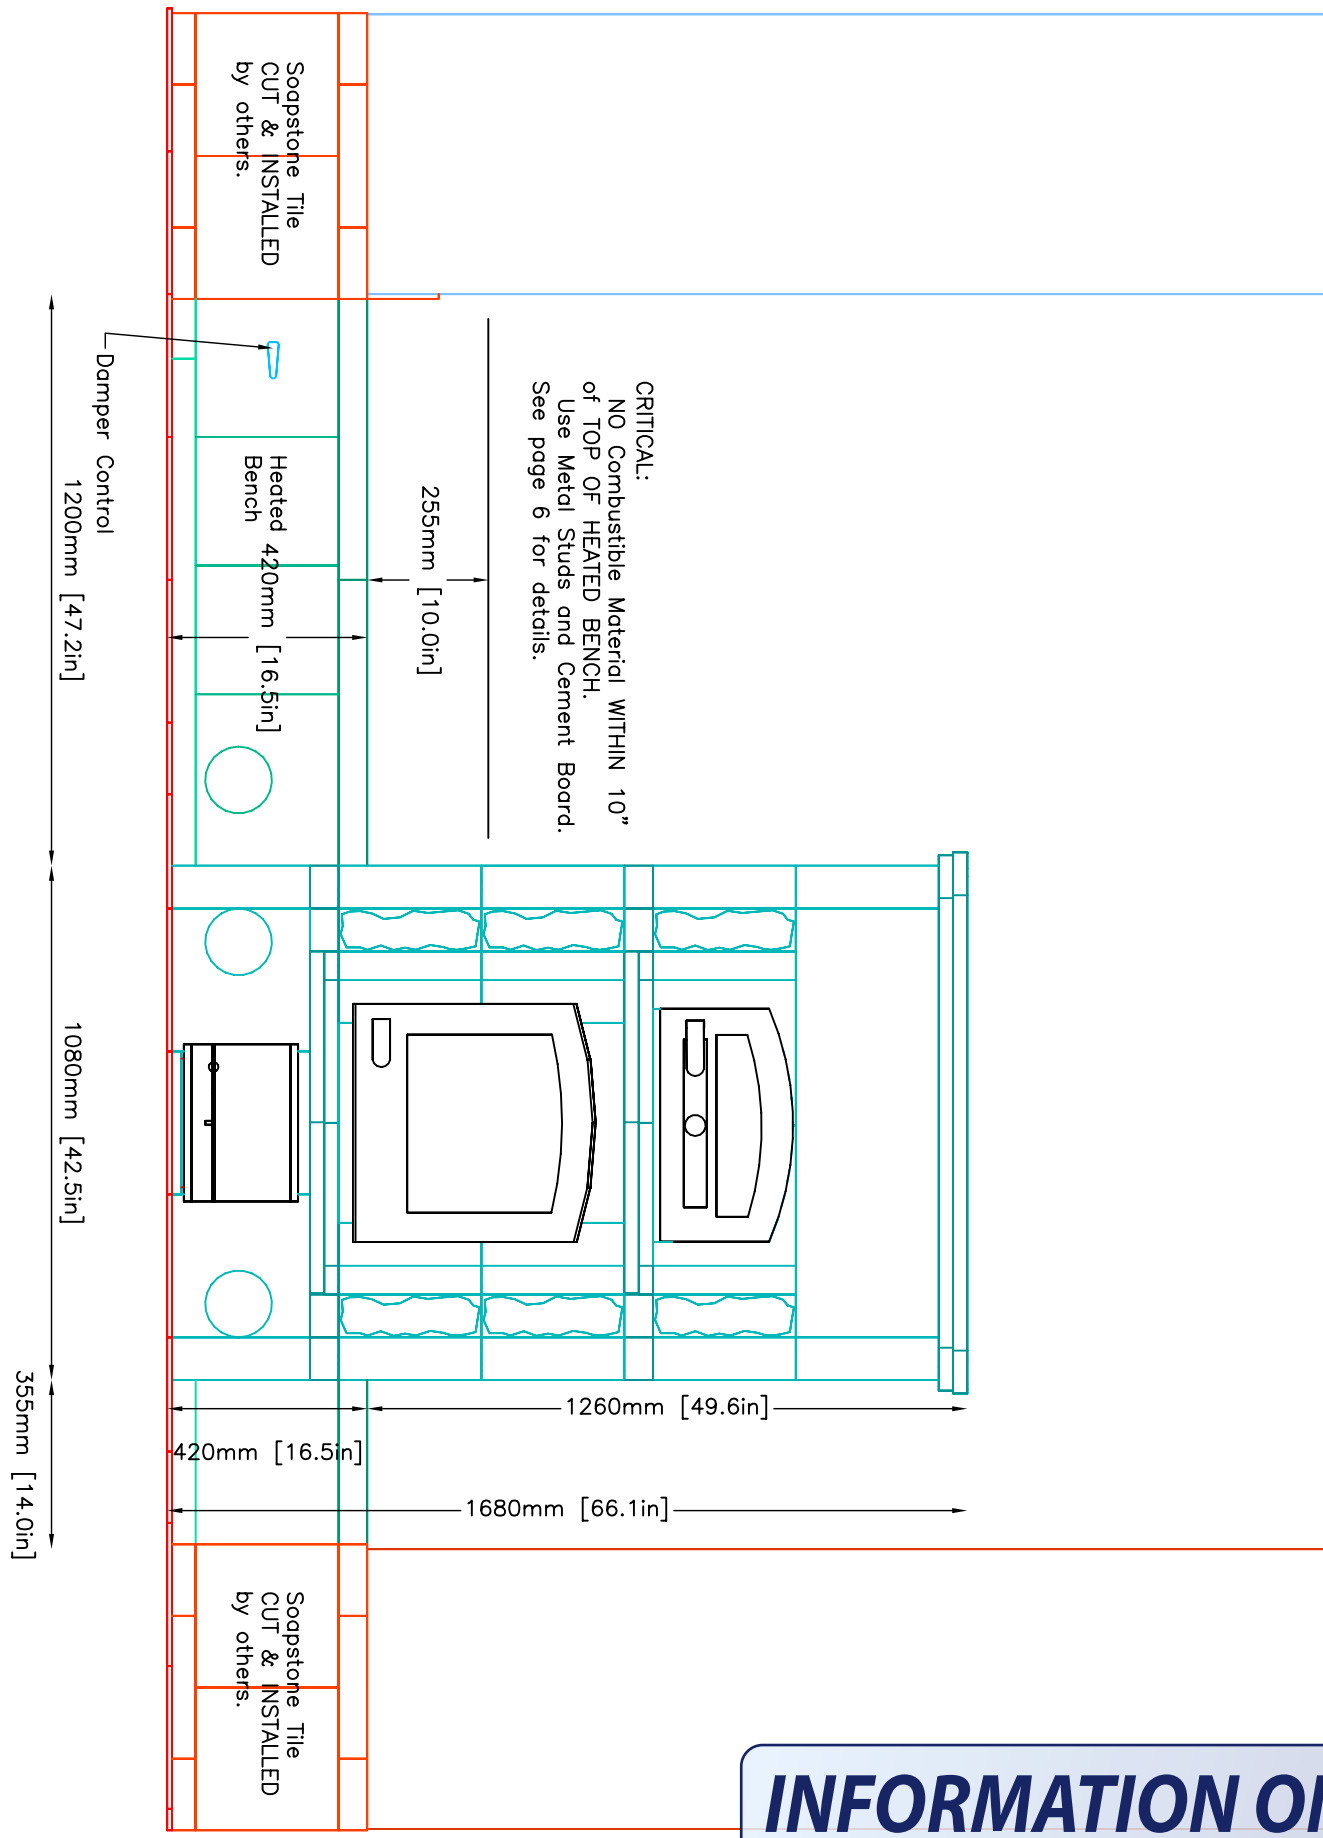 Soapstone Tile
CUT & INSTALLED
by others.
CRITICAL:
NO Combustible Material WITHIN 10”
of TOP OF HEATED BENCH.
Use Metal Studs and Cement Board.
See page 6 for details.
255mm [10.0in]
Heated
Bench
420mm [16.5in]
Damper Control
1200mm [47.2in]
1080mm [42.5in]
355mm [14.0in]
1260mm [49.6in]
420mm [16.5in]
1680mm [66.1in]
Soapstone Tile
CUT & INSTALLED
by others.
INFORMATION